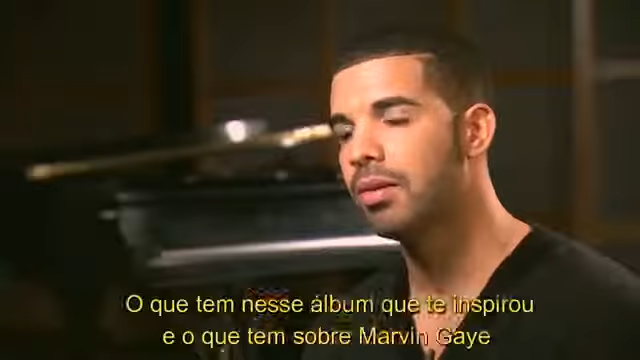 O que tem nesse álbum que te inspirou
e o que tem sobre Marvin Gaye